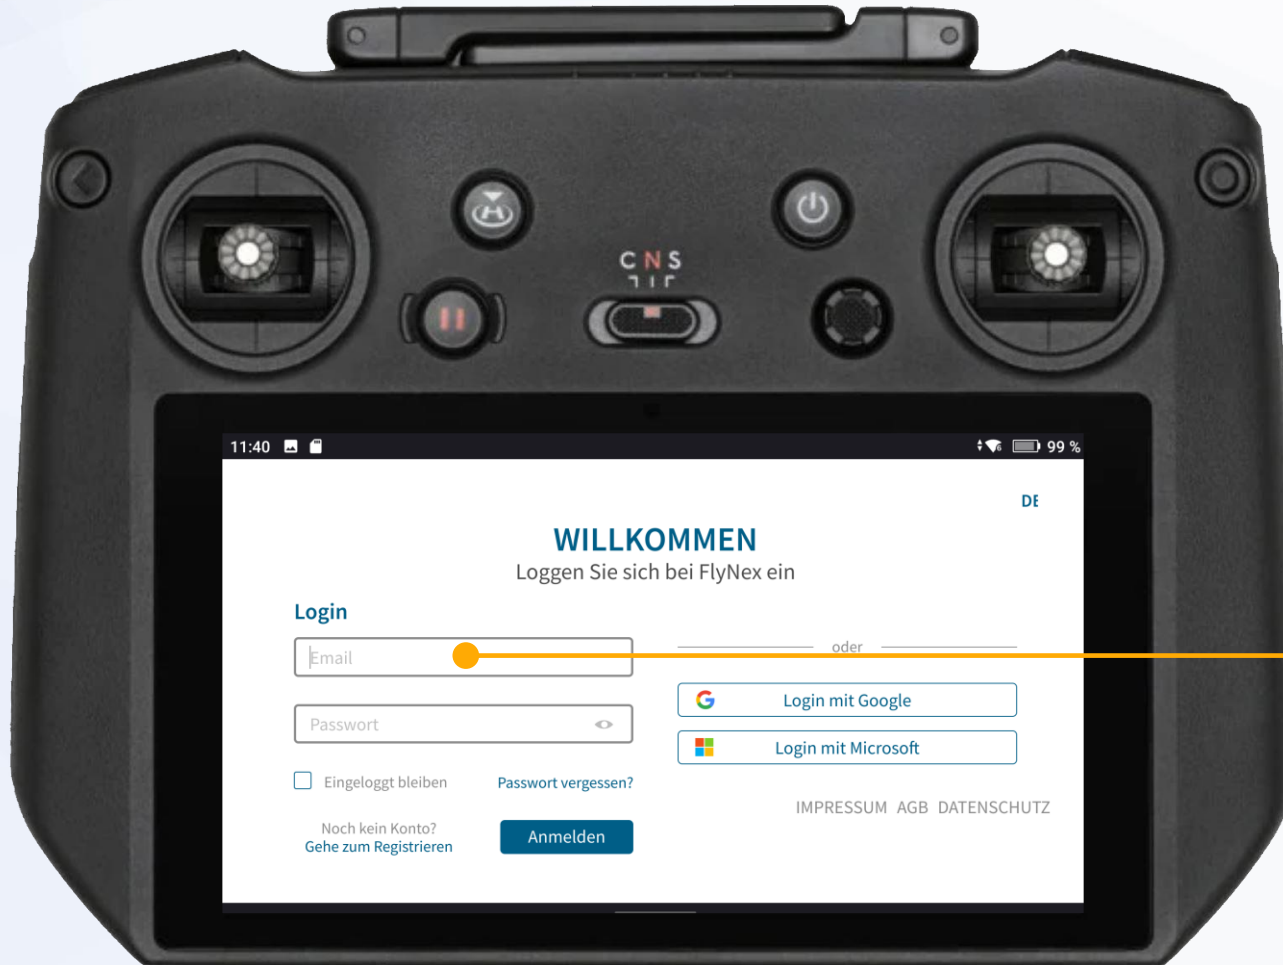 C N S
11:40
99 %
DE
WILLKOMMEN
Loggen Sie sich bei FlyNex ein
Login
Email
Passwort
Eingeloggt bleiben
Passwort vergessen?
Noch kein Konto?
Gehe zum Registrieren
Anmelden
oder
Login mit Google
Login mit Microsoft
IMPRESSUM AGB DATENSCHUTZ